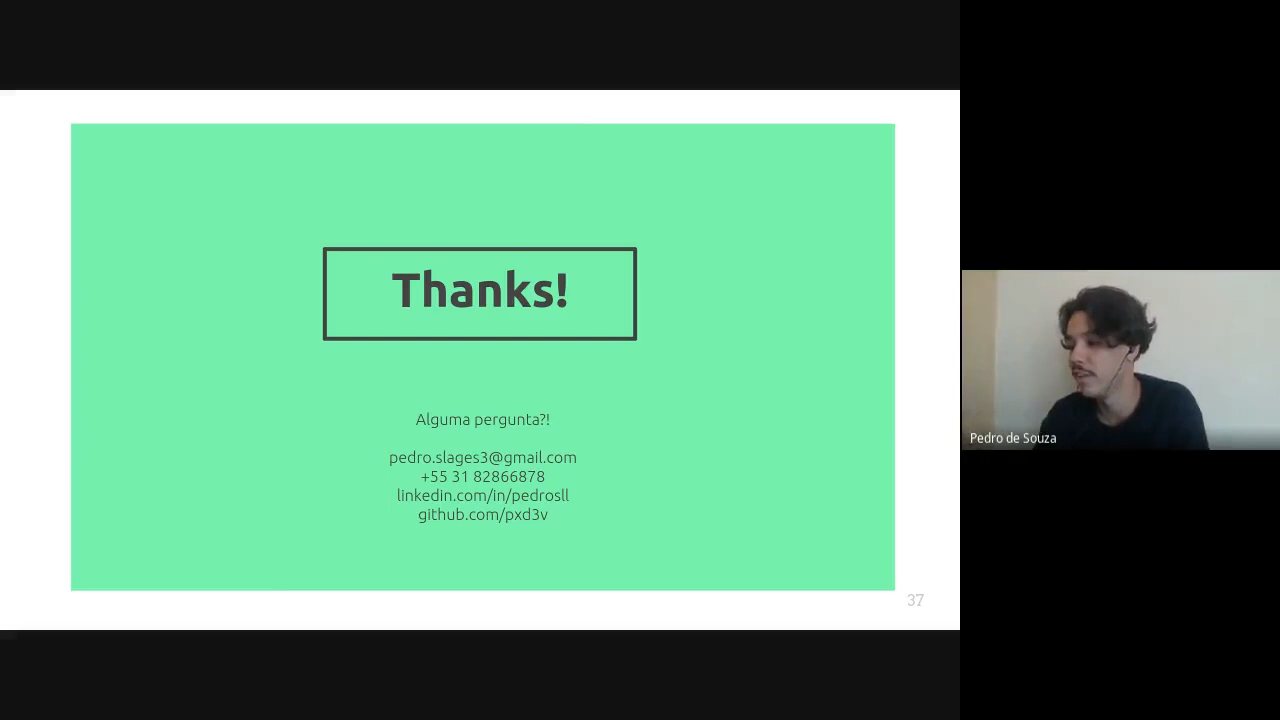 Thanks!
Alguma pergunta?!
pedro.slages3@gmail.com
+55 31 82866878
linkedin.com/in/pedrosll
github.com/pxd3v
37
Pedro de Souza